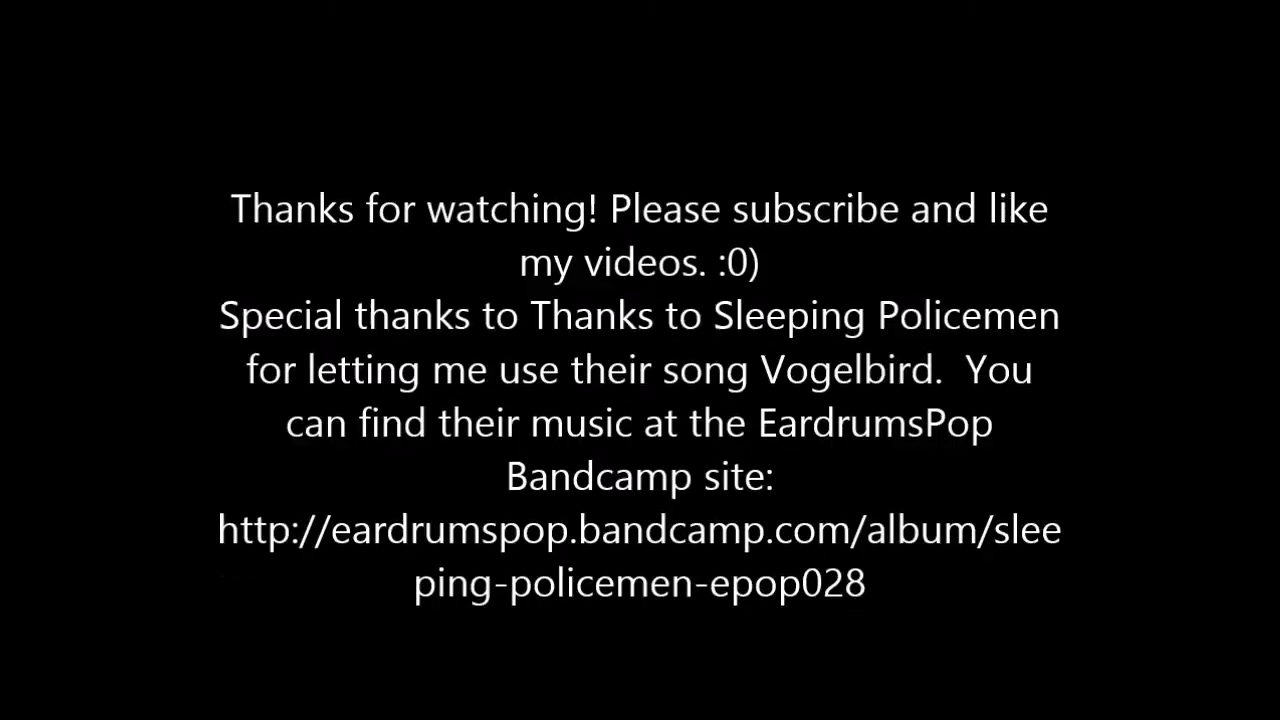 Thanks for watching! Please subscribe and like
my videos. :0)
Special thanks to Thanks to Sleeping Policemen
for letting me use their song Vogelbird.  You
can find their music at the EardrumsPop
Bandcamp site:
http://eardrumspop.bandcamp.com/album/slee
ping-policemen-epop028